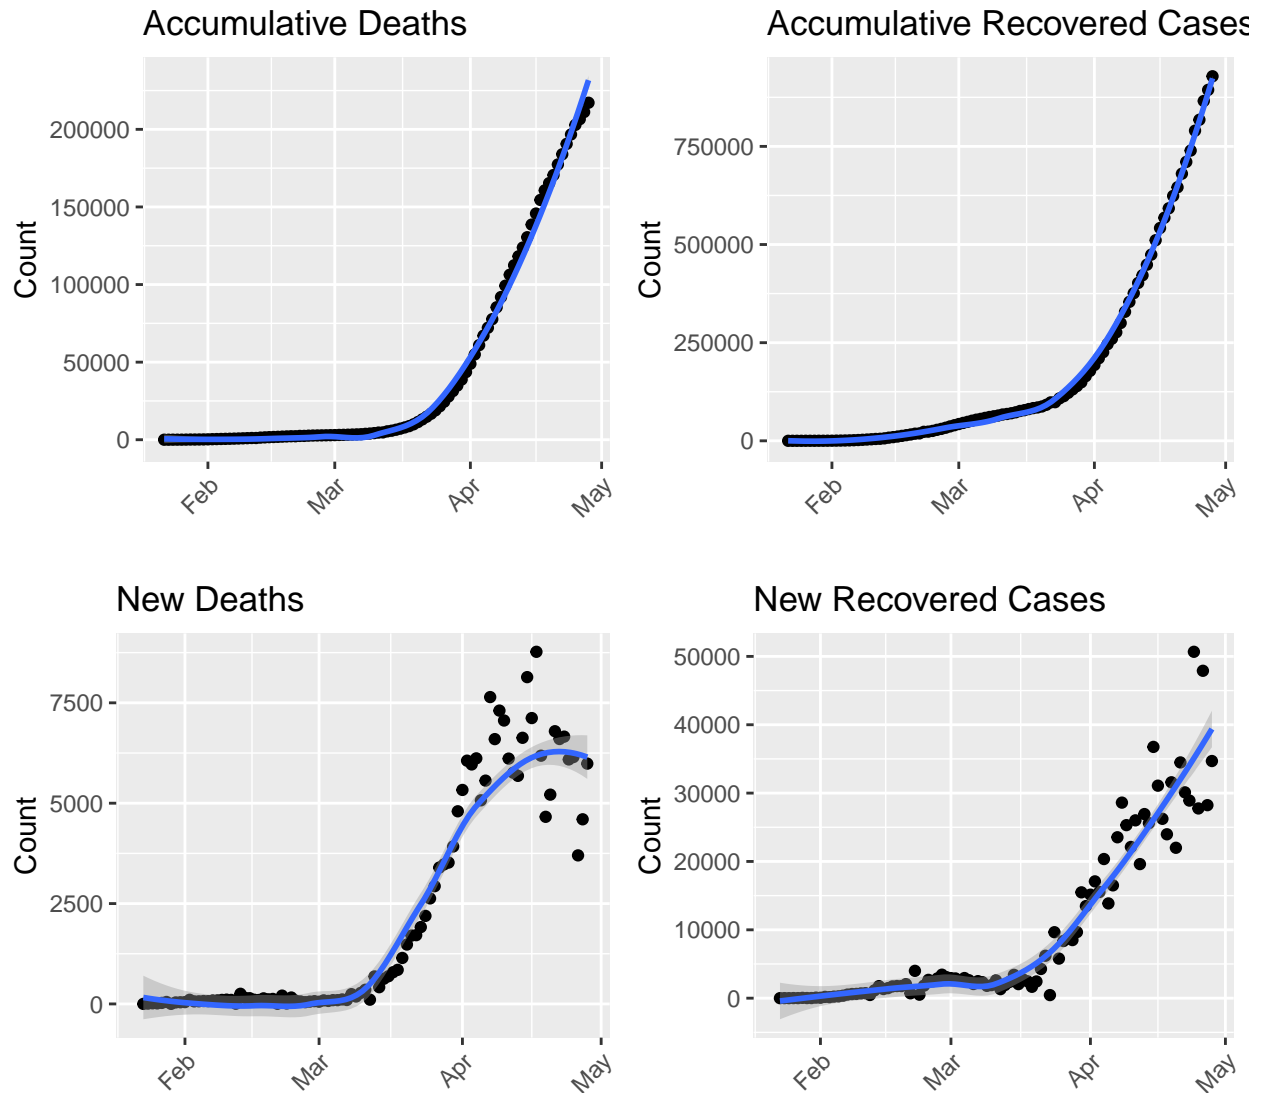 Accumulative Deaths
Count
200000
150000
100000
50000
0
Feb
Mar
Apr
May
Accumulative Recovered Cases
Count
750000
500000
250000
0
Feb
Mar
Apr
May
New Deaths
Count
7500
5000
2500
0
Feb
Mar
Apr
May
New Recovered Cases
Count
50000
40000
30000
20000
10000
0
Feb
Mar
Apr
May